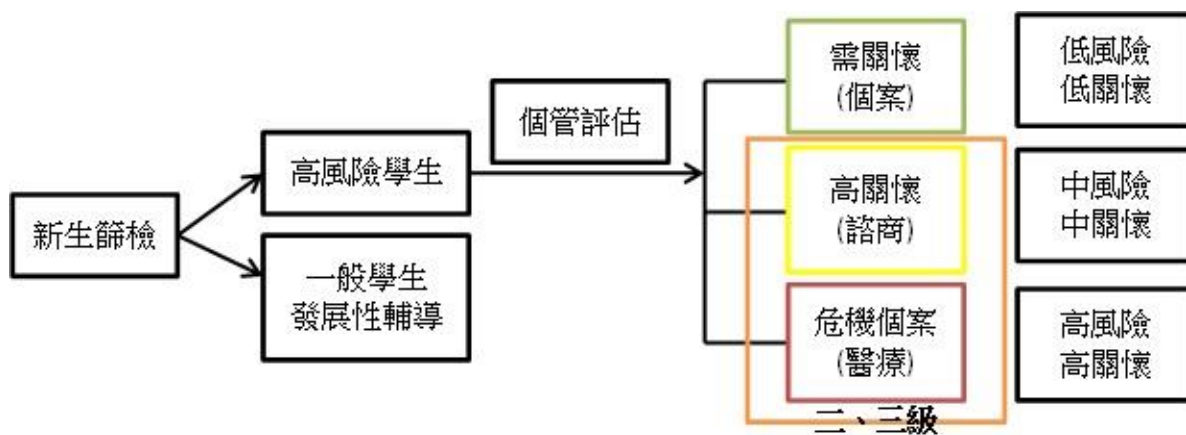 新生篩檢
高風險學生
一般學生
發展性輔導
個管評估
需關懷
(個案)
高關懷
(諮商)
危機個案
(醫療)
二、三級
低風險
低關懷
中風險
中關懷
高風險
高關懷